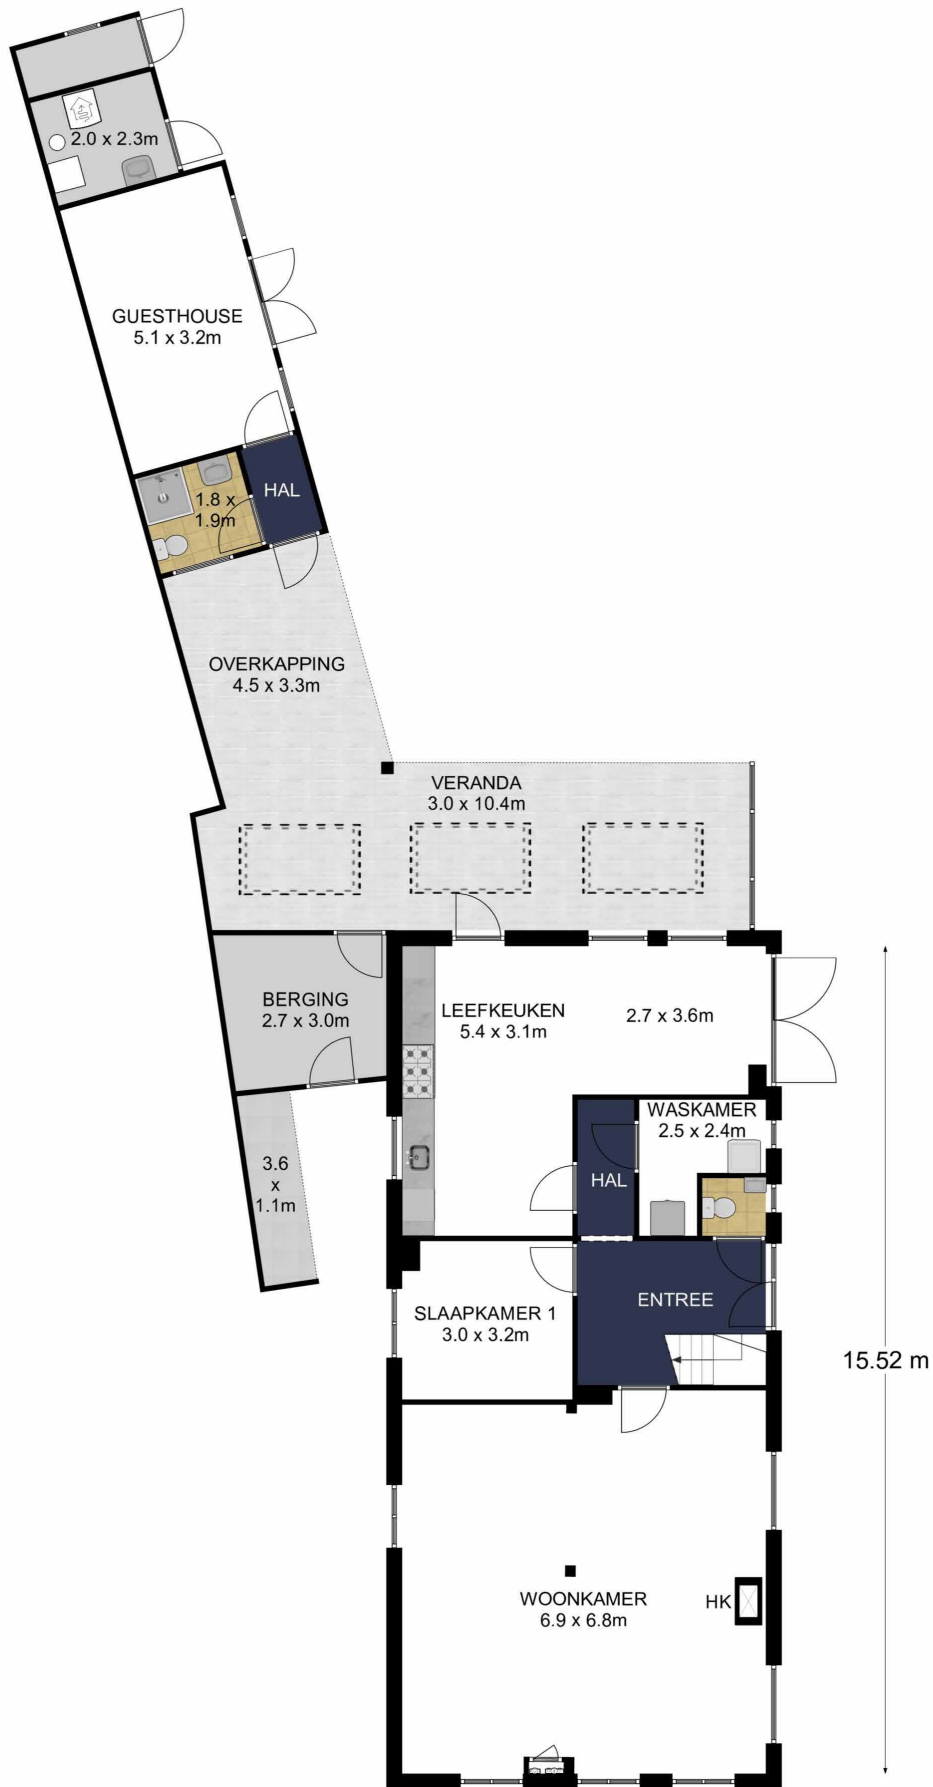 2.0 x 2.3m
GUESTHOUSE
5.1 x 3.2m
HAL
1.8 x
1.9m
OVERKAPPING
4.5 x 3.3m
VERANDA
3.0 x 10.4m
BERGING
2.7 x 3.0m
LEEFKEUKEN
5.4 x 3.1m
2.7 x 3.6m
WASKAMER
2.5 x 2.4m
3.6
x
1.1m
HAL
SLAAPKAMER 1
3.0 x 3.2m
ENTREE
15.52 m
WOONKAMER
6.9 x 6.8m
HK